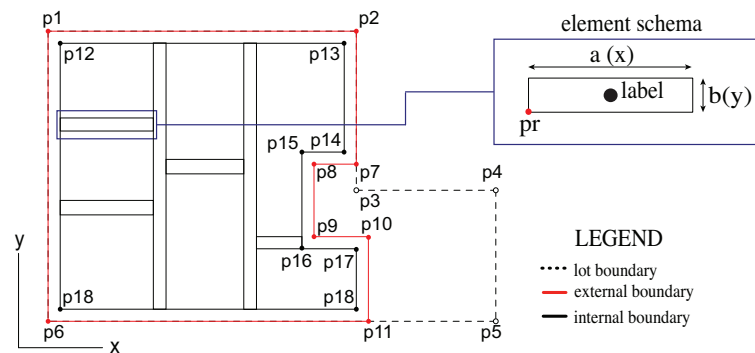 p1
p2
p12
p13
p15
p14
p8
p7
p3
p4
p9
p10
p16
p17
p18
p18
p6
p11
p5
y
x
element schema
a (x)
label
b(y)
pr
LEGEND
lot boundary
external boundary
internal boundary